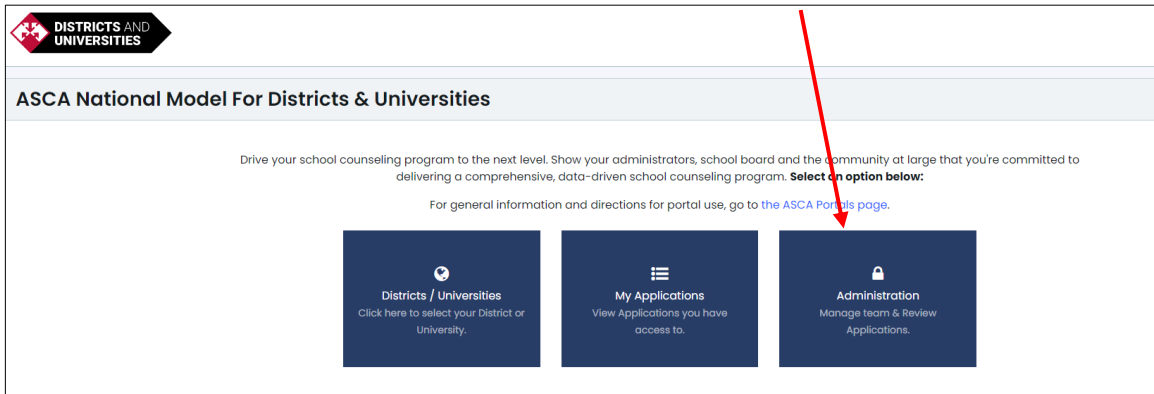 DISTRICTS AND
UNIVERSITIES
ASCA National Model For Districts & Universities
Drive your school counseling program to the next level. Show your administrators, school board and the community at large that you're committed to
delivering a comprehensive, data-driven school counseling program. Select an option below:
For general information and directions for portal use, go to the ASCA Portals page.
Districts / Universities
Click here to select your District or
University.
My Applications
View Applications you have
access to.
Administration
Manage team & Review
Applications.